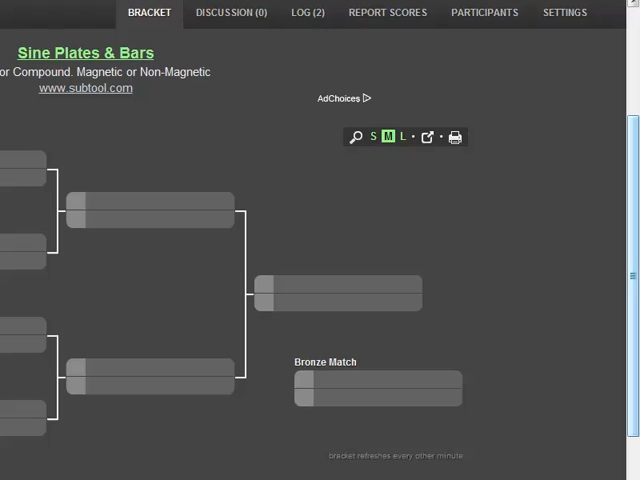 BRACKET DISCUSSION (0) LOG (2) REPORT SCORES PARTICIPANTS SETTINGS
Sine Plates & Bars
or Compound. Magnetic or Non-Magnetic
www.subtool.com
AdChoices
S M L
Bronze Match
bracket refreshes every other minute